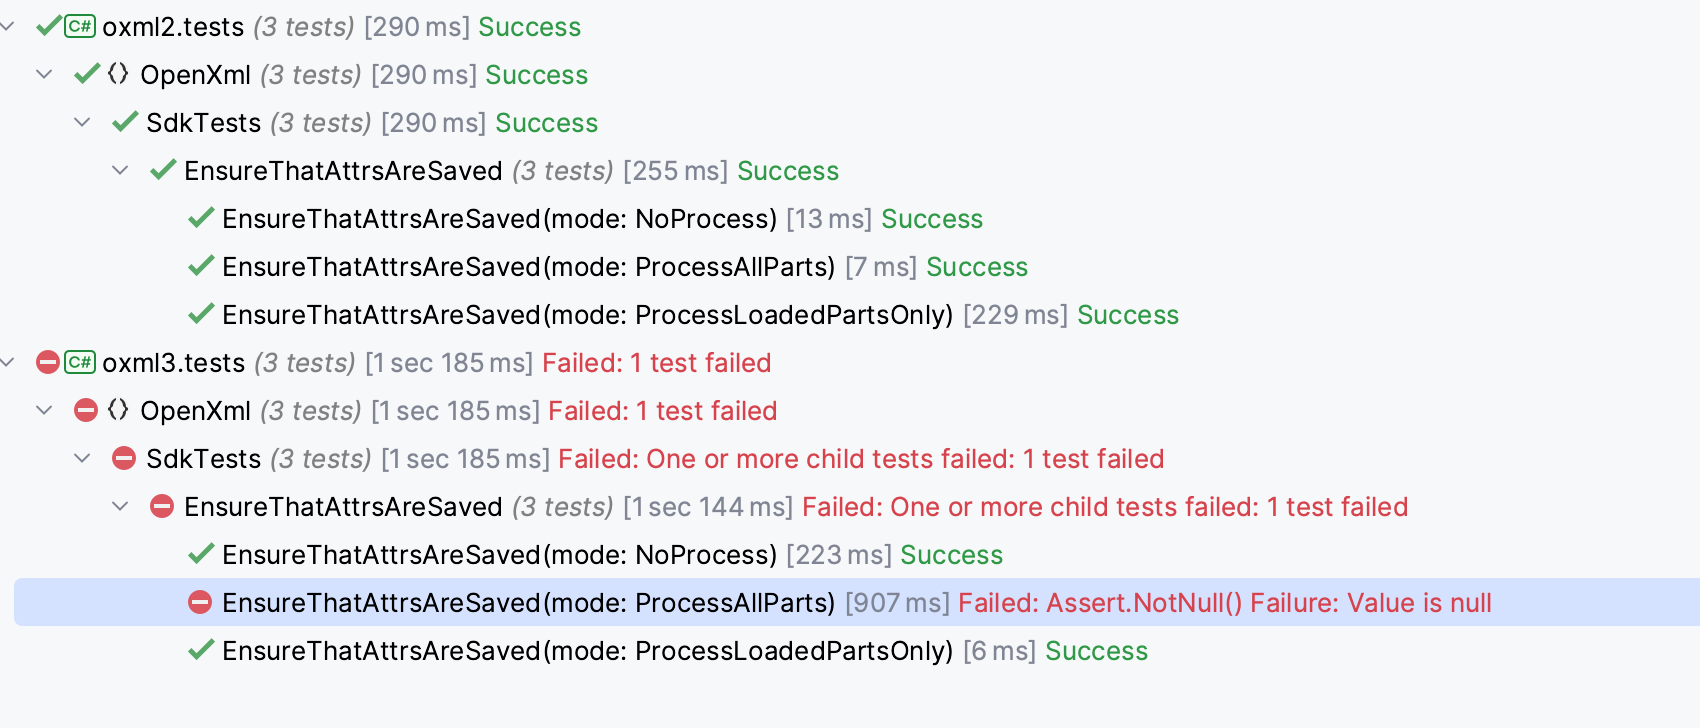 C# oxml2.tests (3 tests) [290 ms] Success
OpenXml (3 tests) [290 ms] Success
SdkTests (3 tests) [290 ms] Success
EnsureThatAttrsAreSaved (3 tests) [255 ms] Success
EnsureThatAttrsAreSaved(mode: NoProcess) [13 ms] Success
EnsureThatAttrsAreSaved(mode: ProcessAllParts) [7 ms] Success
EnsureThatAttrsAreSaved(mode: ProcessLoadedPartsOnly) [229 ms] Success
C# oxml3.tests (3 tests) [1 sec 185 ms] Failed: 1 test failed
OpenXml (3 tests) [1 sec 185 ms] Failed: 1 test failed
SdkTests (3 tests) [1 sec 185 ms] Failed: One or more child tests failed: 1 test failed
EnsureThatAttrsAreSaved (3 tests) [1 sec 144 ms] Failed: One or more child tests failed: 1 test failed
EnsureThatAttrsAreSaved(mode: NoProcess) [223 ms] Success
EnsureThatAttrsAreSaved(mode: ProcessAllParts) [907 ms] Failed: Assert.NotNull() Failure: Value is null
EnsureThatAttrsAreSaved(mode: ProcessLoadedPartsOnly) [6 ms] Success